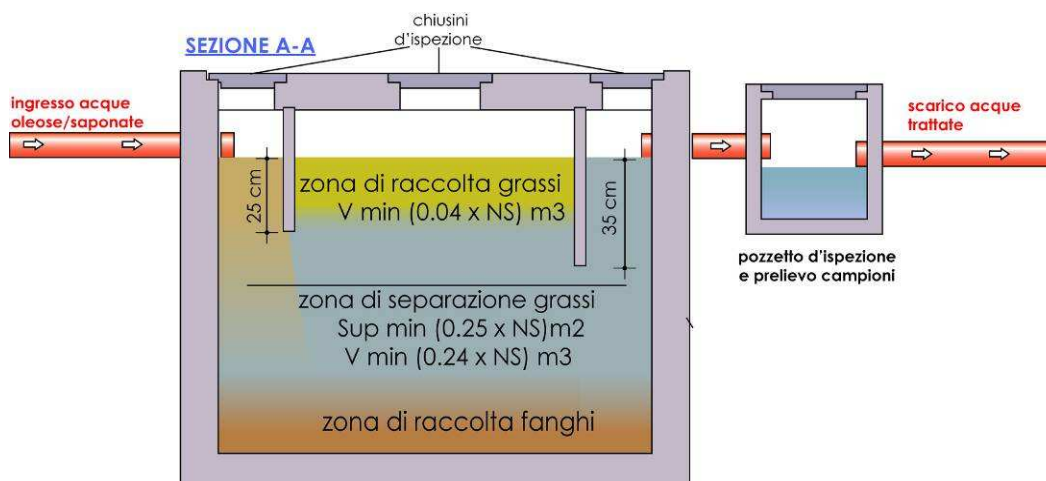 chiusini
d'ispezione
SEZIONE A-A
ingresso acque
oleose/saponate
scarico acque
trattate
25 cm
zona di raccolta grassi
V min (0.04 x NS) m3
35 cm
pozzetto d'ispezione
e prelievo campioni
zona di separazione grassi
Sup min (0.25 x NS)m2
V min (0.24 x NS) m3
zona di raccolta fanghi